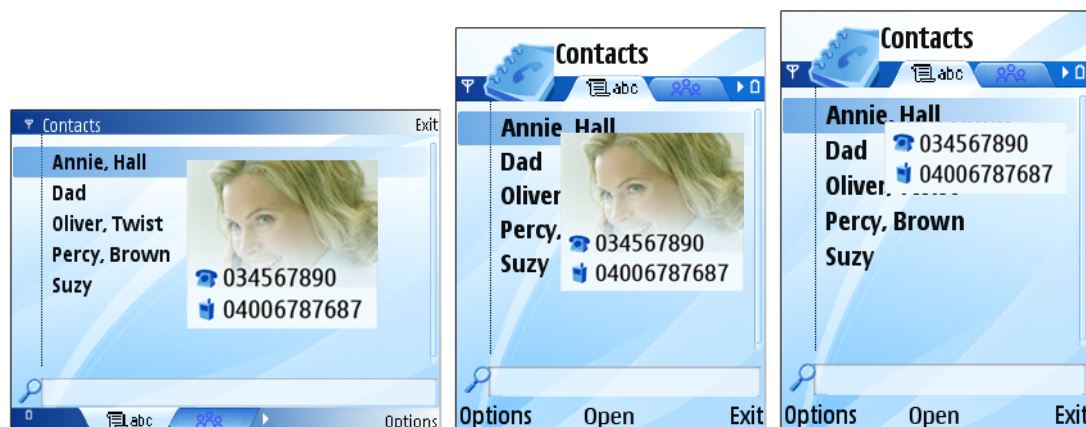 Contacts
Exit
Annie, Hall
Dad
Oliver, Twist
Percy, Brown
Suzy
034567890
04006787687
abc
Options
Contacts
abc
Annie, Hall
Dad
Oliver
Percy,
Suzy
034567890
04006787687
Options Open Exit
Contacts
abc
Annie, Hall
Dad
Oliver,
Percy, Brown
Suzy
034567890
04006787687
Options Open Exit